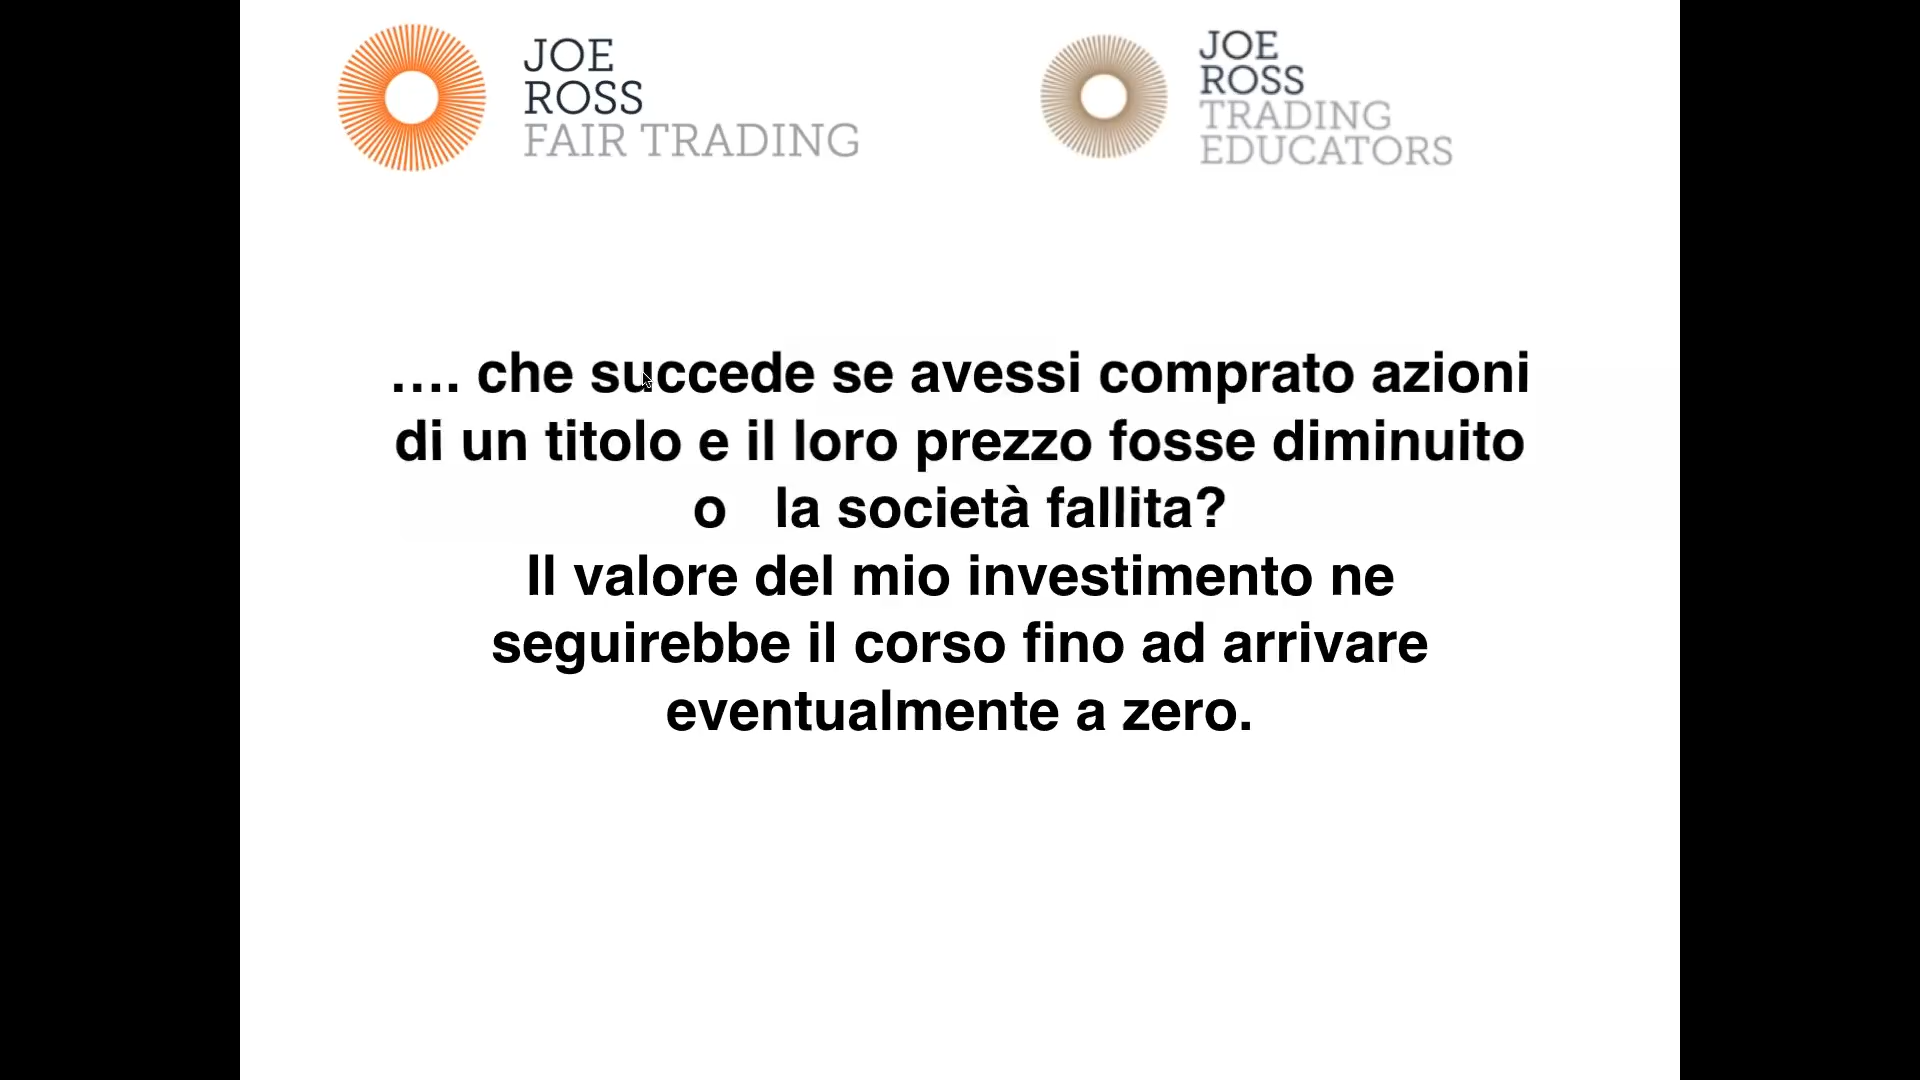 JOE
ROSS
FAIR TRADING
JOE
ROSS
TRADING
EDUCATORS
.... che succede se avessi comprato azioni
di un titolo e il loro prezzo fosse diminuito
o la società fallita?
Il valore del mio investimento ne
seguirebbe il corso fino ad arrivare
eventualmente a zero.